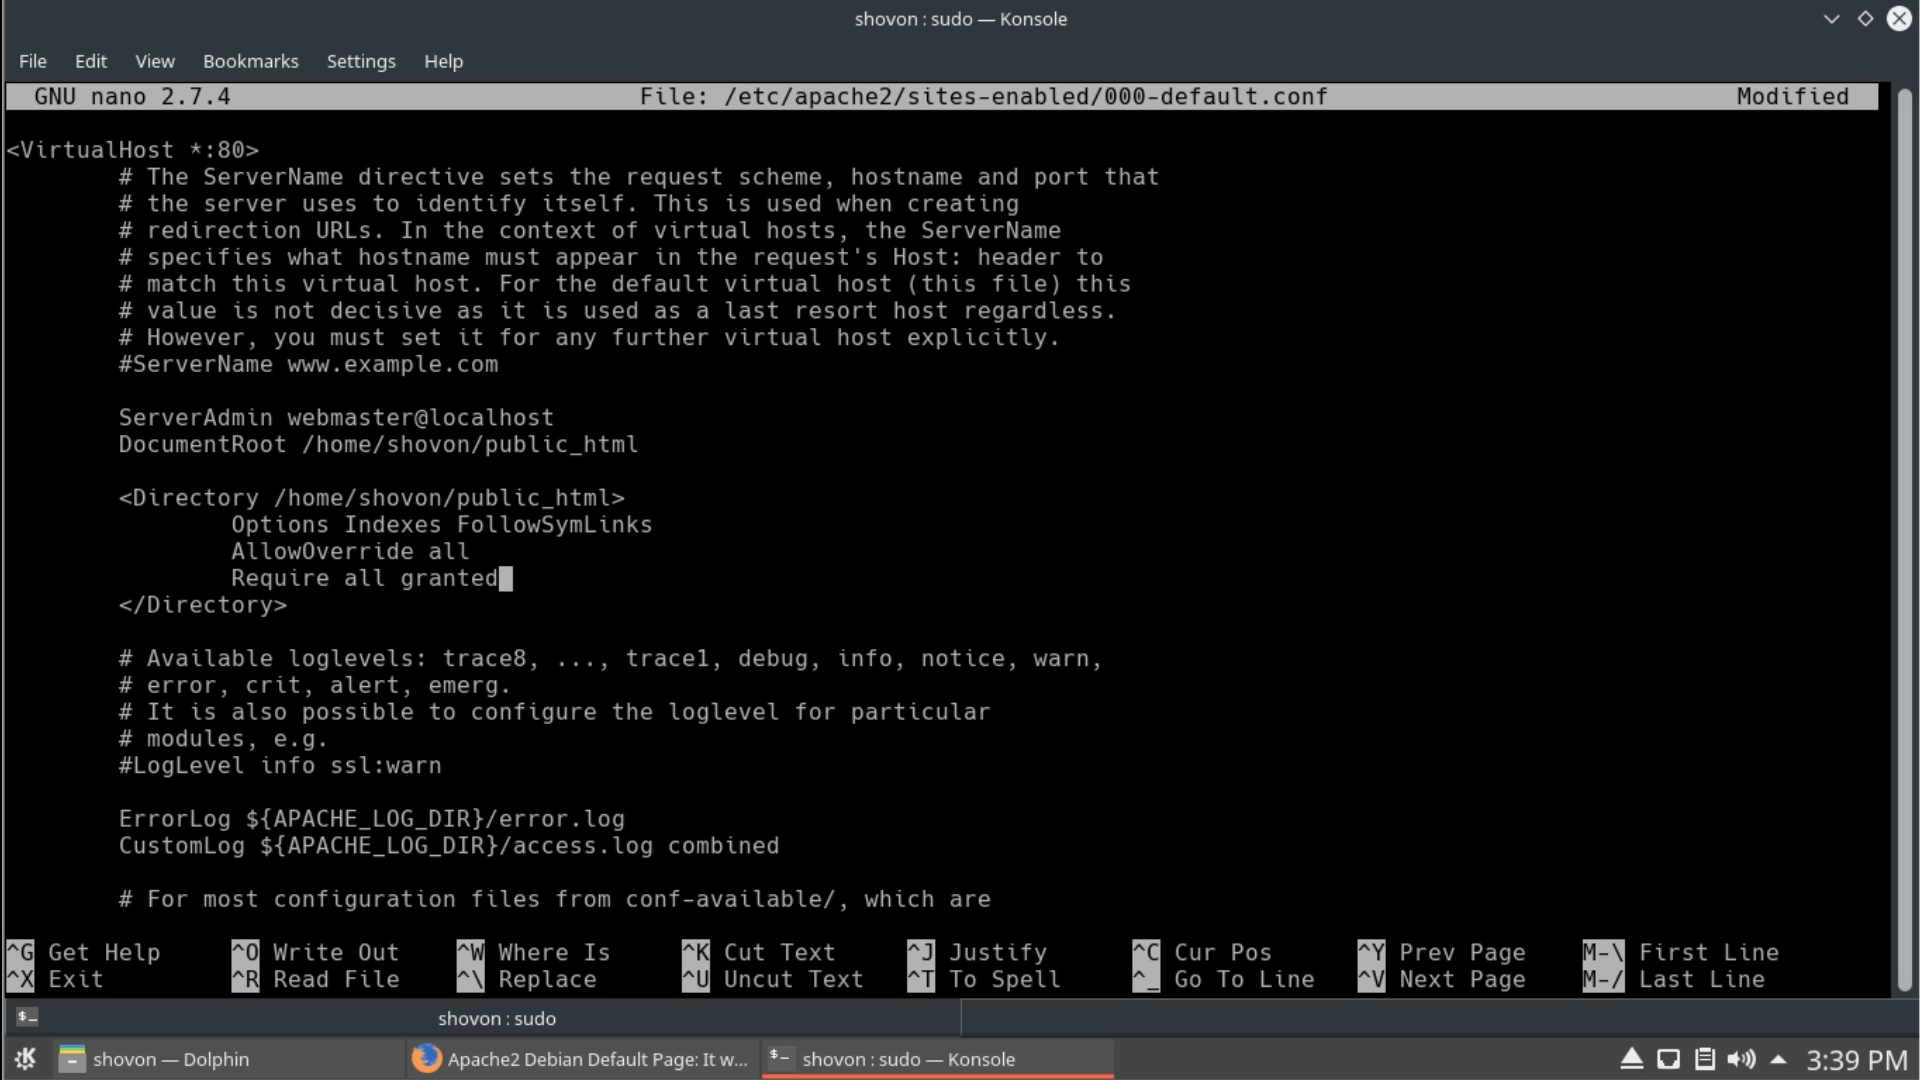 shovon : sudo — Konsole
File Edit View Bookmarks Settings Help
GNU nano 2.7.4 File: /etc/apache2/sites-enabled/000-default.conf Modified
<VirtualHost *:80>
# The ServerName directive sets the request scheme, hostname and port that
# the server uses to identify itself. This is used when creating
# redirection URLs. In the context of virtual hosts, the ServerName
# specifies what hostname must appear in the request's Host: header to
# match this virtual host. For the default virtual host (this file) this
# value is not decisive as it is used as a last resort host regardless.
# However, you must set it for any further virtual host explicitly.
#ServerName www.example.com
ServerAdmin webmaster@localhost
DocumentRoot /home/shovon/public_html
<Directory /home/shovon/public_html>
Options Indexes FollowSymLinks
AllowOverride all
Require all granted
</Directory>
# Available loglevels: trace8, ..., trace1, debug, info, notice, warn,
# error, crit, alert, emerg.
# It is also possible to configure the loglevel for particular
# modules, e.g.
#LogLevel info ssl:warn
ErrorLog ${APACHE_LOG_DIR}/error.log
CustomLog ${APACHE_LOG_DIR}/access.log combined
# For most configuration files from conf-available/, which are
^G Get Help ^O Write Out ^W Where Is ^K Cut Text ^J Justify ^C Cur Pos ^Y Prev Page M-\ First Line
^X Exit ^R Read File ^\ Replace ^U Uncut Text ^T To Spell ^_ Go To Line ^V Next Page M-/ Last Line
shovon : sudo
shovon — Dolphin Apache2 Debian Default Page: It w... shovon : sudo — Konsole 3:39 PM